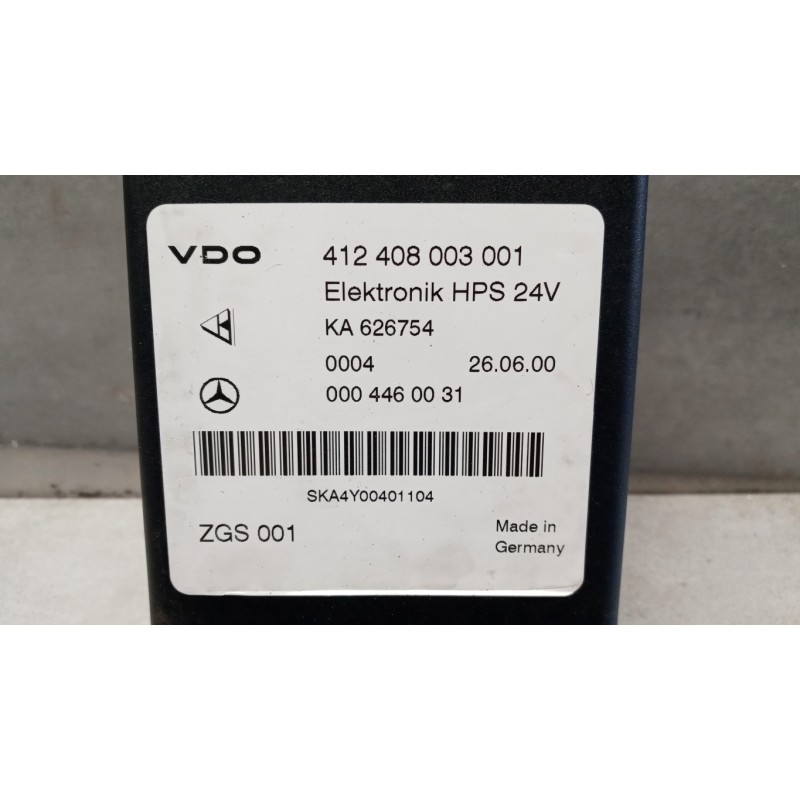 VDO 412 408 003 001
Elektronik HPS 24V
KA 626754
0004 26.06.00
000 446 00 31
SKA4Y00401104
ZGS 001 Made in
Germany